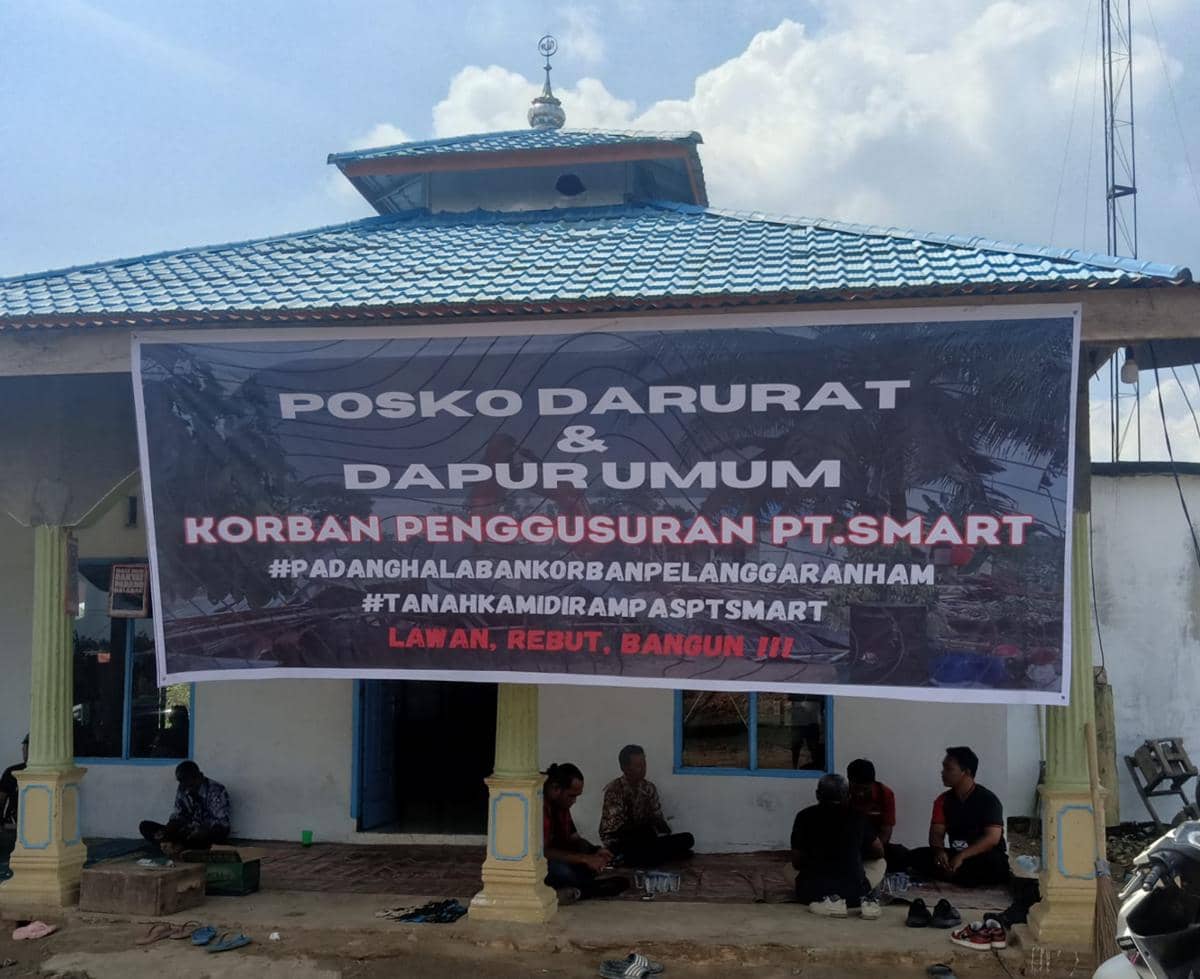 POSKO DARURAT
&
DAPUR UMUM
KORBAN PENGGUSURAN PT.SMART
#PADANGHALABANKORBANPELANGGARANHAM
#TANAHKAMIDIRAMPASPTSMART
LAWAN, REBUT, BANGUN !!!